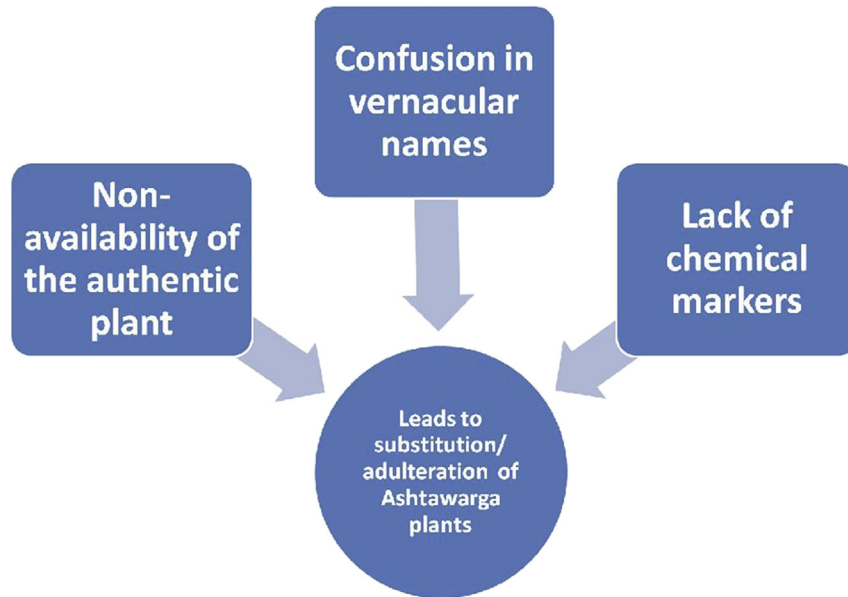 Confusion in
vernacular
names
Non-
availability of
the authentic
plant
Lack of
chemical
markers
Leads to
substitution/
adulteration of
Ashtawarga
plants